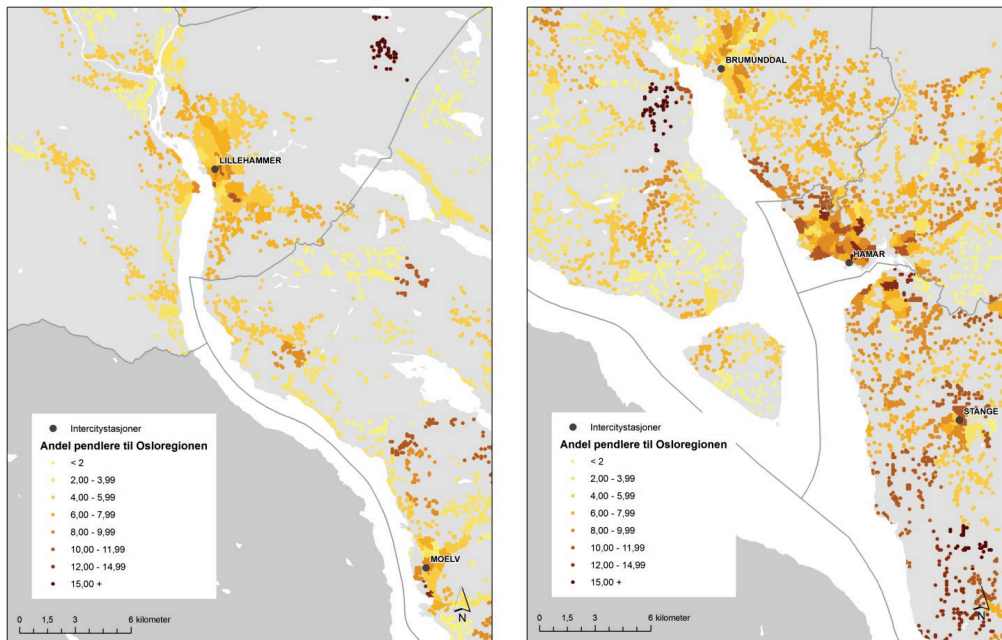 LILLEHAMMER
MOELV
Intercitystasjoner
Andel pendlere til Osloregionen
< 2
2,00 - 3,99
4,00 - 5,99
6,00 - 7,99
8,00 - 9,99
10,00 - 11,99
12,00 - 14,99
15,00 +
0 1,5 3 6 kilometer
N
BRUMUNDDAL
HAMAR
STANGE
Intercitystasjoner
Andel pendlere til Osloregionen
< 2
2,00 - 3,99
4,00 - 5,99
6,00 - 7,99
8,00 - 9,99
10,00 - 11,99
12,00 - 14,99
15,00 +
0 1,5 3 6 kilometer
N